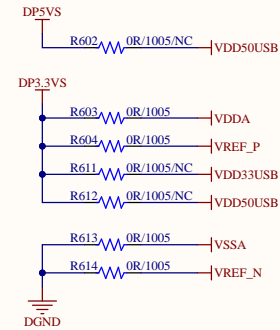 DP5VS
R602 0R/1005/NC VDD50USB
DP3.3VS
R603 0R/1005 VDDA
R604 0R/1005 VREF_P
R611 0R/1005/NC VDD33USB
R612 0R/1005/NC VDD50USB
R613 0R/1005 VSSA
R614 0R/1005 VREF_N
DGND